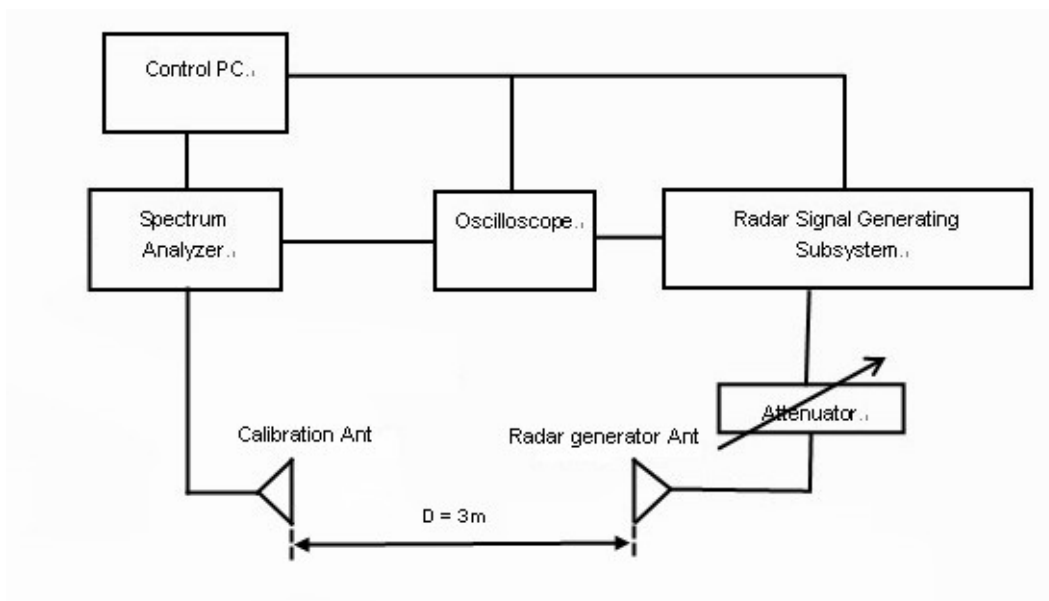 Control PC
Spectrum
Analyzer
Oscilloscope
Radar Signal Generating
Subsystem
Attenuator
Calibration Ant
Radar generator Ant
D = 3m